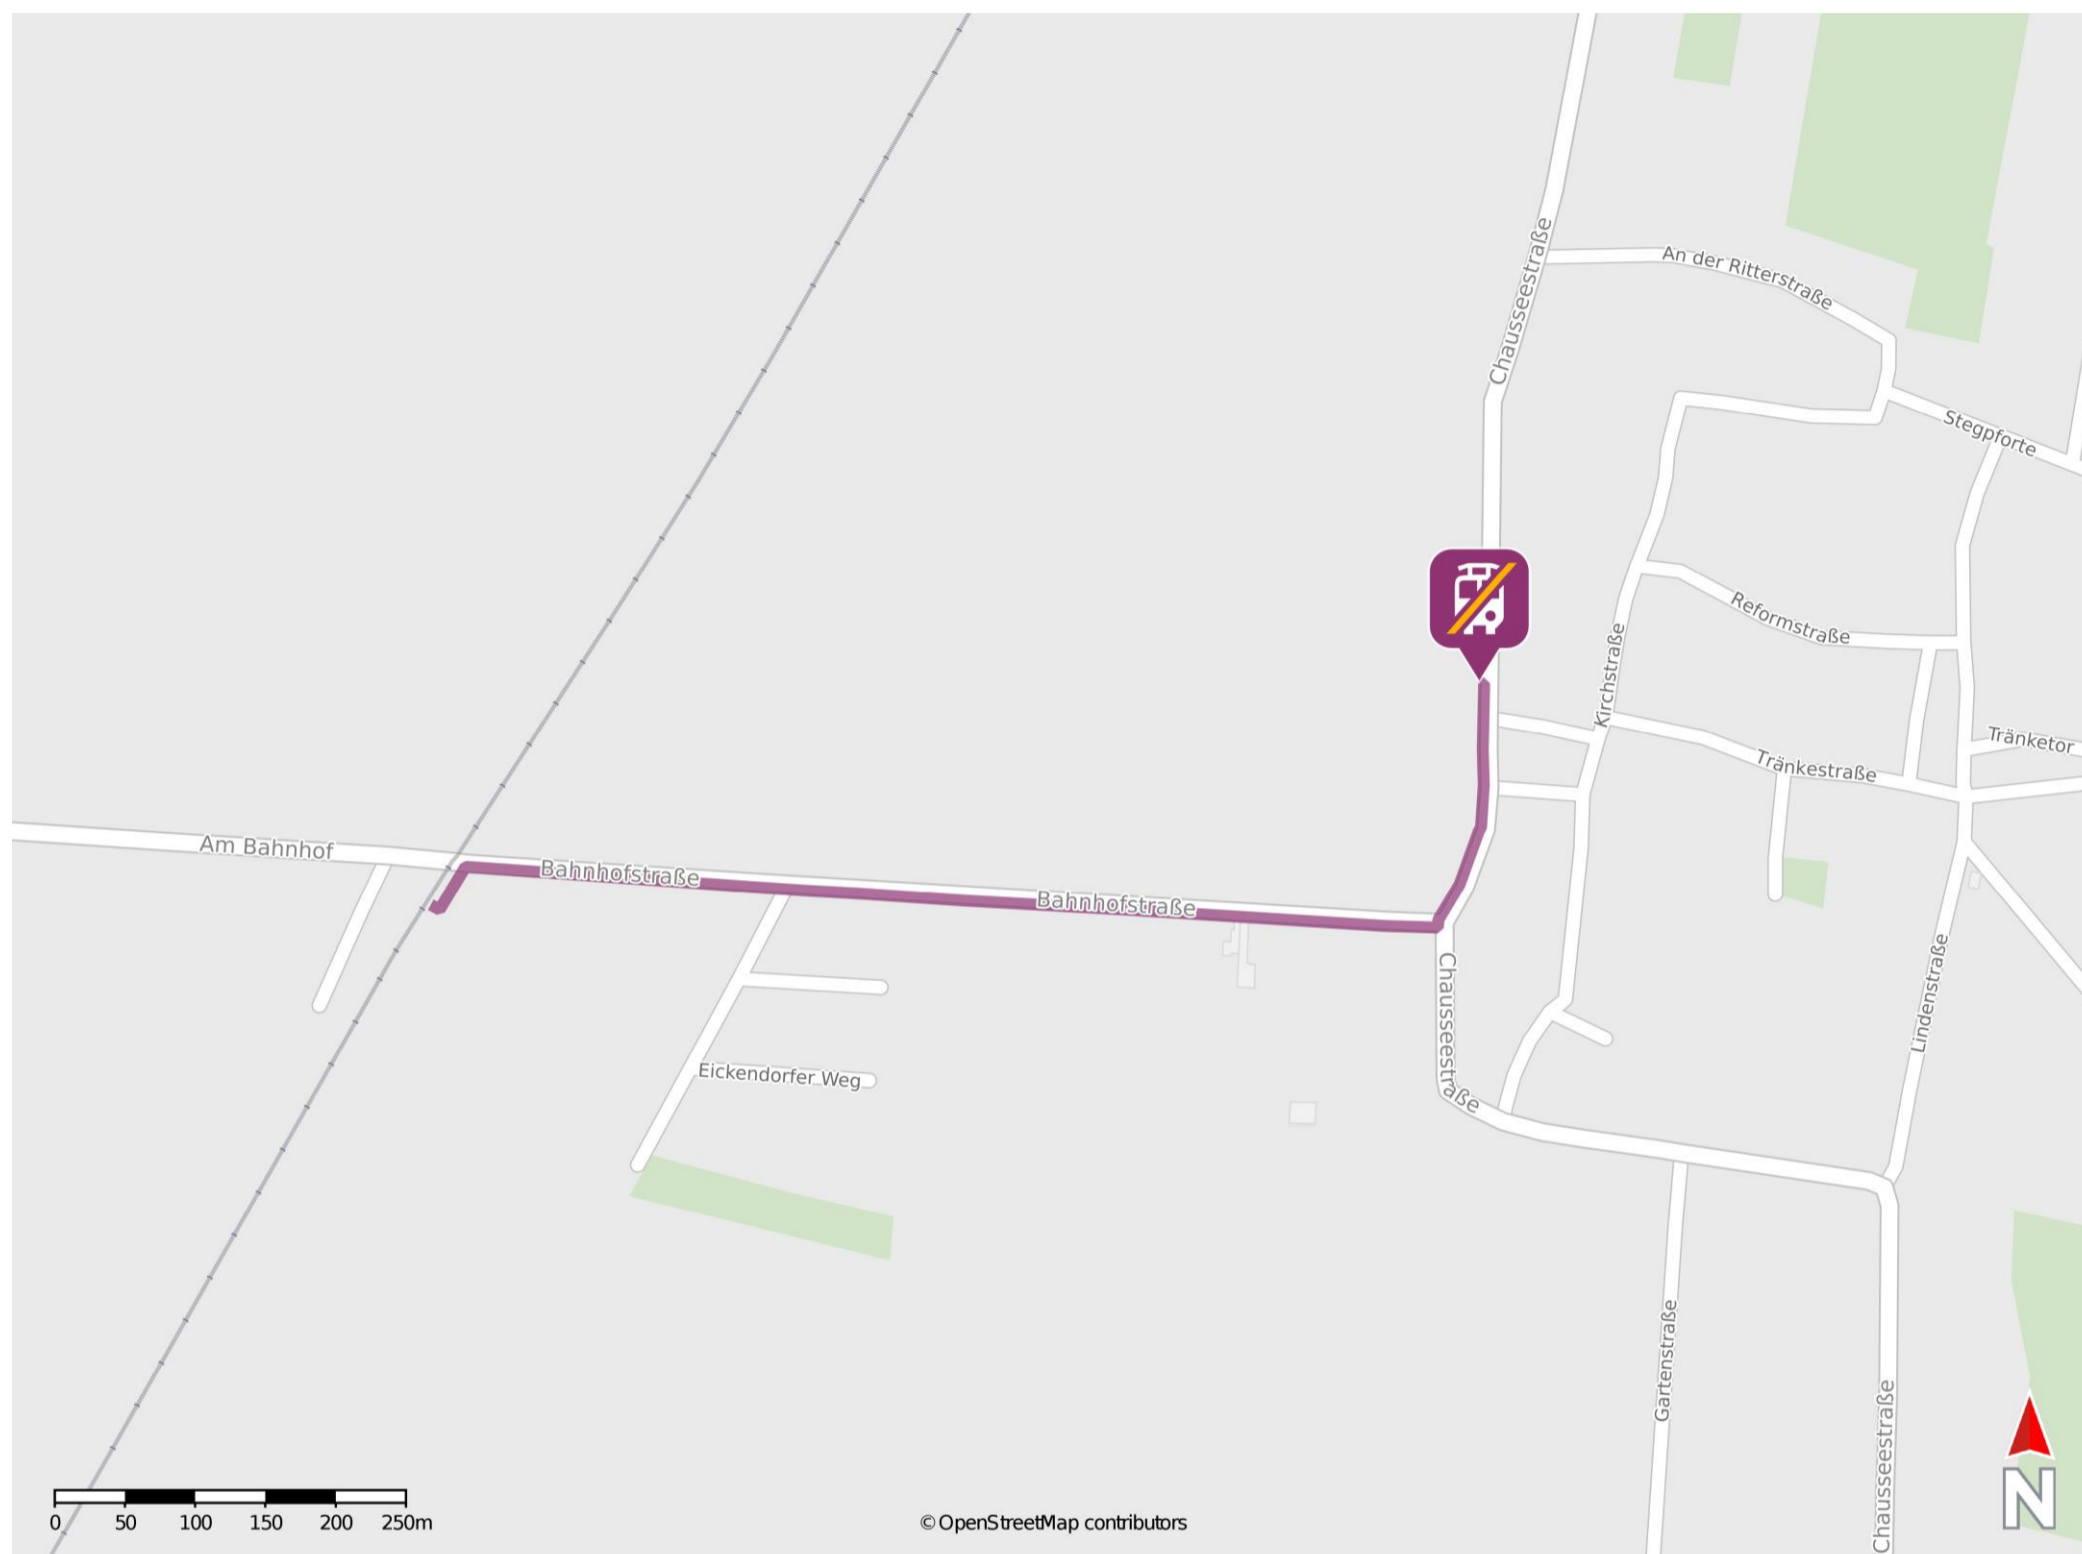 Chausseestraße
An der Ritterstraße
Stegpforte
Reformstraße
Kirchstraße
Tränketor
Tränkestraße
Am Bahnhof
Bahnhofstraße
Bahnhofstraße
Chausseestraße
Lindenstraße
Eickendorfer Weg
Gartenstraße
Chausseestraße
N
0 50 100 150 200 250m
© OpenStreetMap contributors